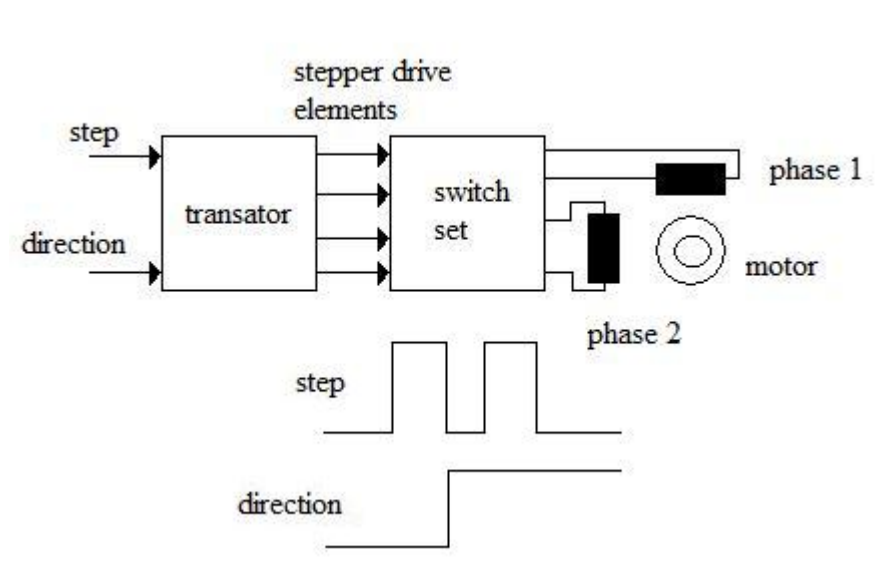 stepper drive
elements
step
direction
transator
switch
set
phase 1
motor
phase 2
step
direction